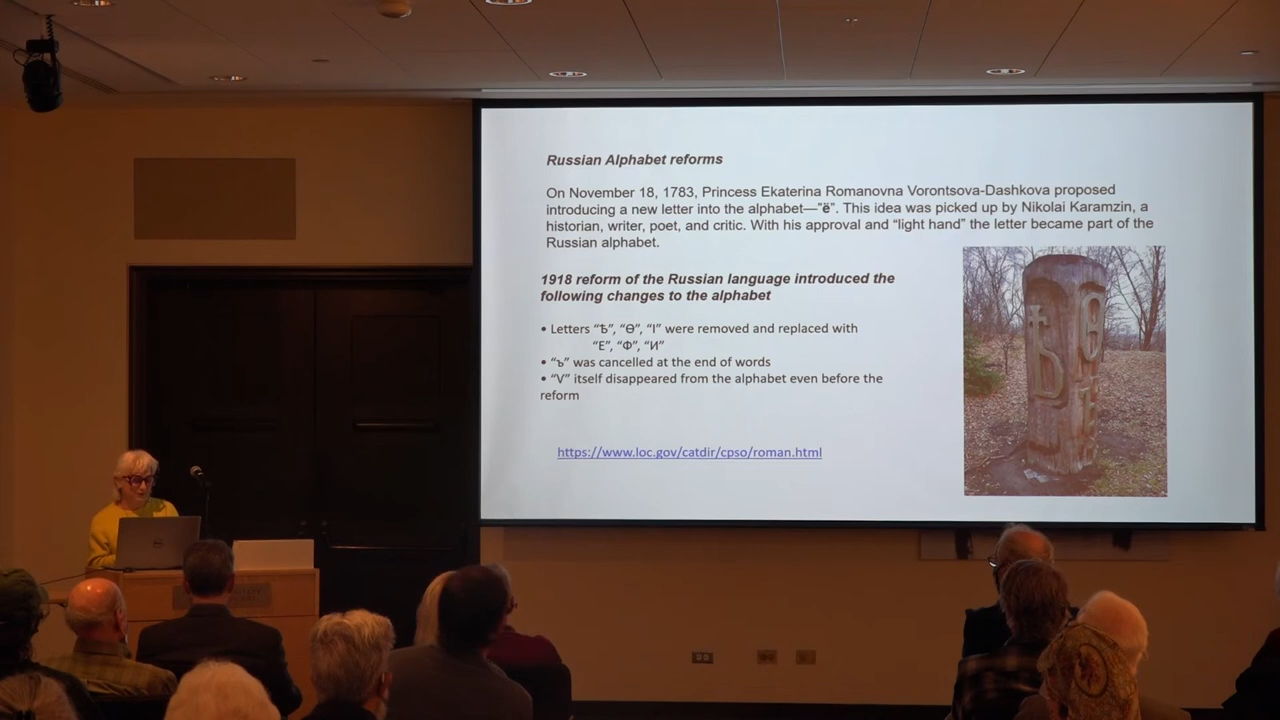 Russian Alphabet reforms
On November 18, 1783, Princess Ekaterina Romanovna Vorontsova-Dashkova proposed
introducing a new letter into the alphabet—"ё". This idea was picked up by Nikolai Karamzin, a
historian, writer, poet, and critic. With his approval and “light hand” the letter became part of the
Russian alphabet.
1918 reform of the Russian language introduced the
following changes to the alphabet
• Letters “Ѣ”, “Ѳ”, “І” were removed and replaced with
“Е”, “Ф”, “И”
• “ъ” was cancelled at the end of words
• “V” itself disappeared from the alphabet even before the
reform
https://www.loc.gov/catdir/cpso/roman.html
Ѣ
Ѳ